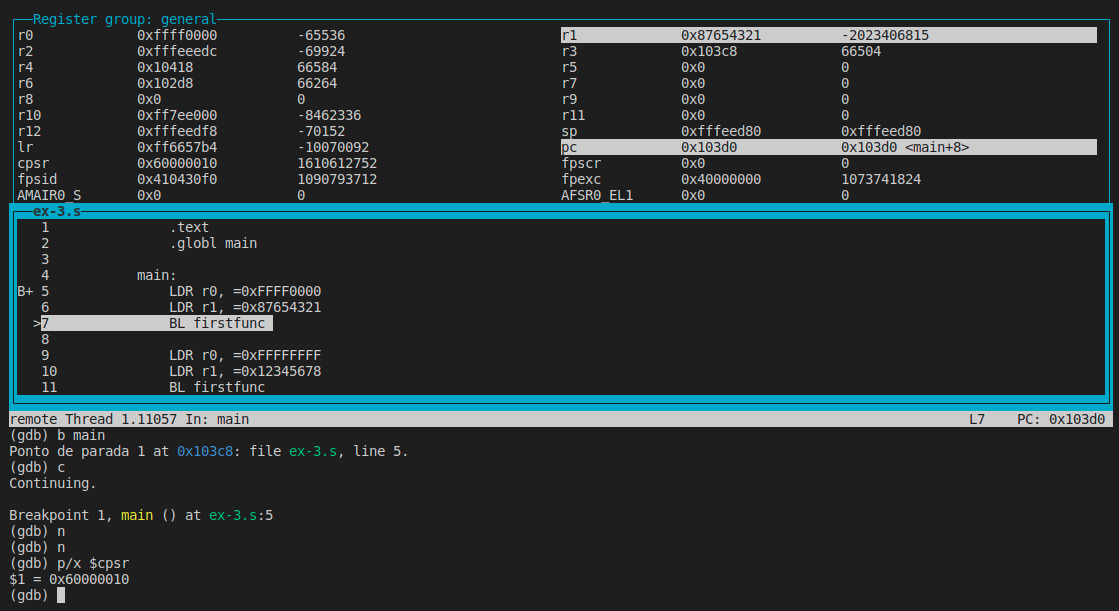 Register group: general
r0 0xffff0000 -65536 r1 0x87654321 -2023406815
r2 0xfffeeedc -69924 r3 0x103c8 66504
r4 0x10418 66584 r5 0x0 0
r6 0x102d8 66264 r7 0x0 0
r8 0x0 0 r9 0x0 0
r10 0xff7ee000 -8462336 r11 0x0 0
r12 0xfffeedf8 -70152 sp 0xfffeed80 0xfffeed80
lr 0xff6657b4 -10070092 pc 0x103d0 0x103d0 <main+8>
cpsr 0x60000010 1610612752 fpscr 0x0 0
fpsid 0x410430f0 1090793712 fpexc 0x40000000 1073741824
AMAIR0_S 0x0 0 AFSR0_EL1 0x0 0
ex-3.s
1 .text
2 .globl main
3
4 main:
B+ 5 LDR r0, =0xFFFF0000
6 LDR r1, =0x87654321
>7 BL firstfunc
8
9 LDR r0, =0xFFFFFFFF
10 LDR r1, =0x12345678
11 BL firstfunc
remote Thread 1.11057 In: main L7 PC: 0x103d0
(gdb) b main
Ponto de parada 1 at 0x103c8: file ex-3.s, line 5.
(gdb) c
Continuing.
Breakpoint 1, main () at ex-3.s:5
(gdb) n
(gdb) n
(gdb) p/x $cpsr
$1 = 0x60000010
(gdb)